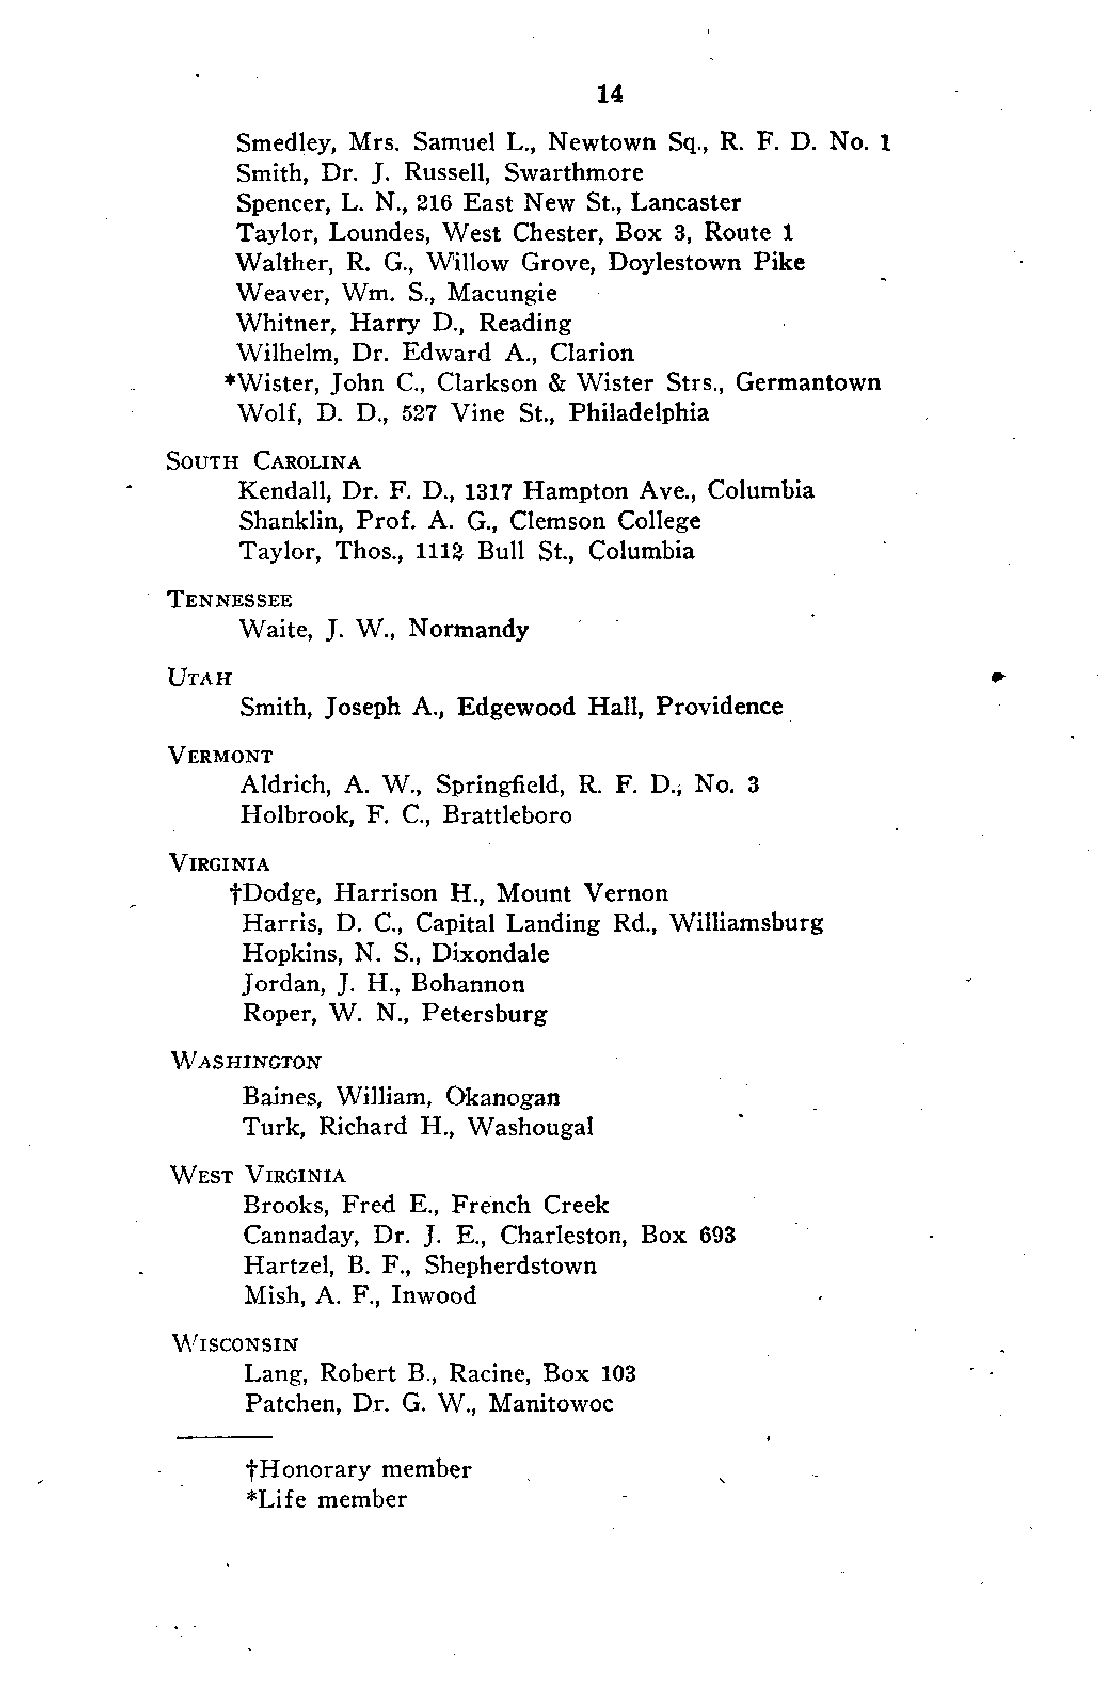 14
Smedley, Mrs. Samuel L., Newtown Sq., R. F. D. No. 1
Smith, Dr. J. Russell, Swarthmore
Spencer, L. N., 216 East New St., Lancaster
Taylor, Loundes, West Chester, Box 3, Route 1
Walther, R. G., Willow Grove, Doylestown Pike
Weaver, Wm. S., Macungie
Whitner, Harry D., Reading
Wilhelm, Dr. Edward A., Clarion
*Wister, John C., Clarkson & Wister Strs., Germantown
Wolf, D. D., 527 Vine St., Philadelphia
SOUTH CAROLINA
Kendall, Dr. F. D., 1317 Hampton Ave., Columbia
Shanklin, Prof. A. G., Clemson College
Taylor, Thos., 1112 Bull St., Columbia
TENNESSEE
Waite, J. W., Normandy
UTAH
Smith, Joseph A., Edgewood Hall, Providence
VERMONT
Aldrich, A. W., Springfield, R. F. D., No. 3
Holbrook, F. C., Brattleboro
VIRGINIA
†Dodge, Harrison H., Mount Vernon
Harris, D. C., Capital Landing Rd., Williamsburg
Hopkins, N. S., Dixondale
Jordan, J. H., Bohannon
Roper, W. N., Petersburg
WASHINGTON
Baines, William, Okanogan
Turk, Richard H., Washougal
WEST VIRGINIA
Brooks, Fred E., French Creek
Cannaday, Dr. J. E., Charleston, Box 693
Hartzel, B. F., Shepherdstown
Mish, A. F., Inwood
WISCONSIN
Lang, Robert B., Racine, Box 103
Patchen, Dr. G. W., Manitowoc
†Honorary member
*Life member